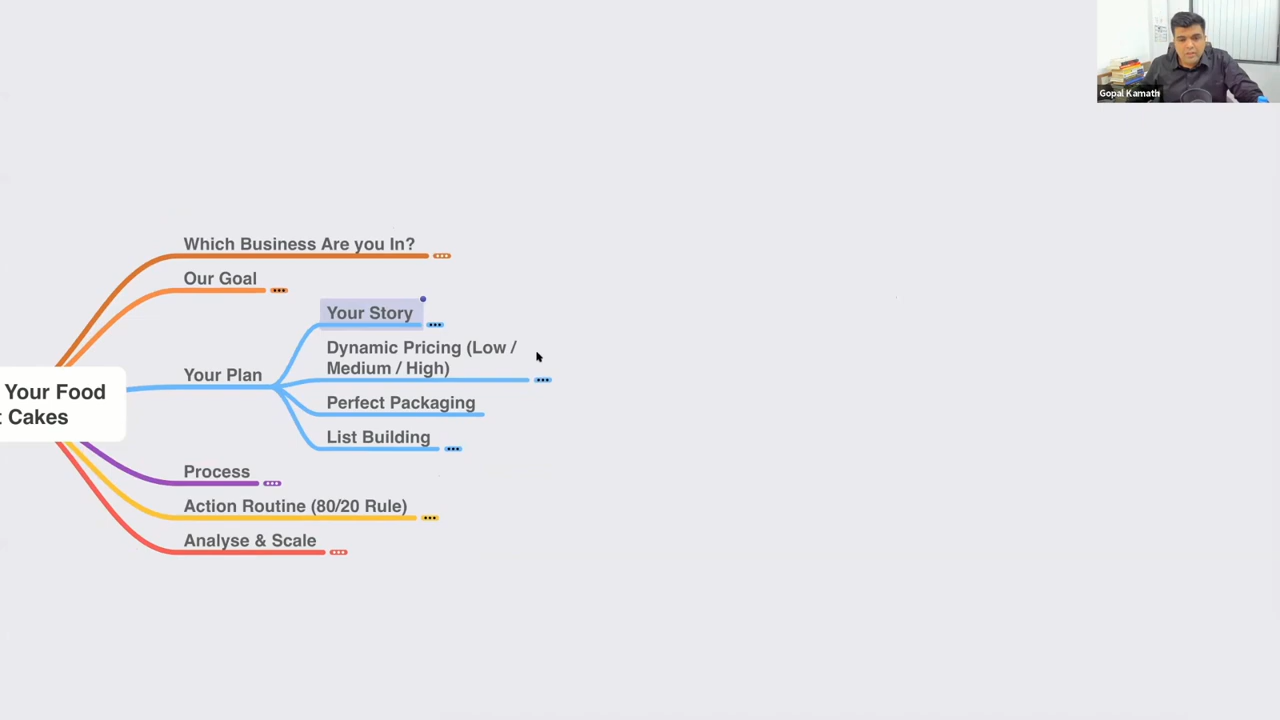 Gopal Kamath
Which Business Are you In?
Our Goal
Your Story
Dynamic Pricing (Low /
Medium / High)
Your Plan
Perfect Packaging
List Building
Your Food
Cakes
Process
Action Routine (80/20 Rule)
Analyse & Scale